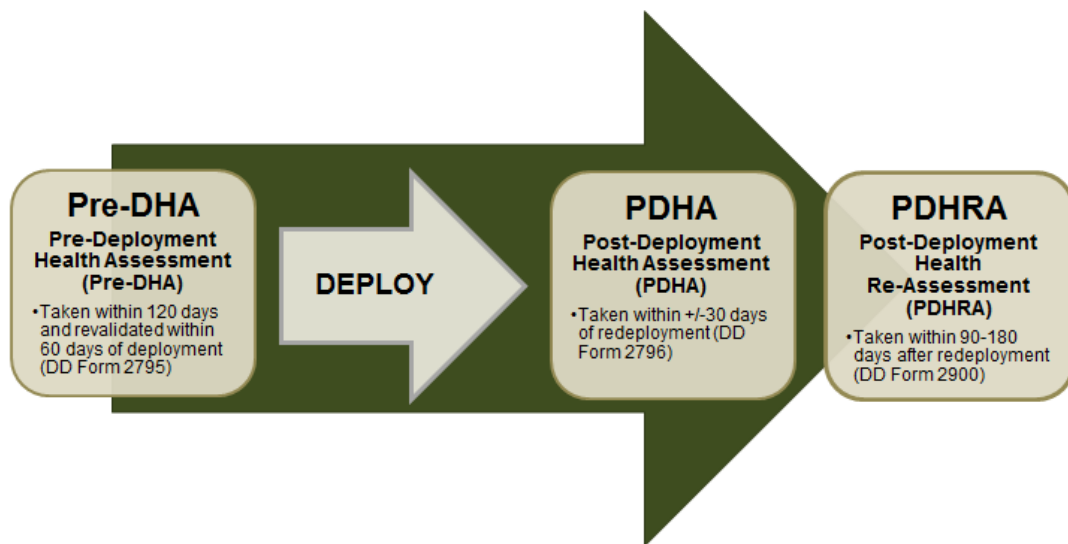 Pre-DHA
Pre-Deployment
Health Assessment
(Pre-DHA)
•Taken within 120 days
and revalidated within
60 days of deployment
(DD Form 2795)
DEPLOY
PDHA
Post-Deployment
Health Assessment
(PDHA)
•Taken within +/-30 days
of redeployment (DD
Form 2796)
PDHRA
Post-Deployment
Health
Re-Assessment
(PDHRA)
•Taken within 90-180
days after redeployment
(DD Form 2900)